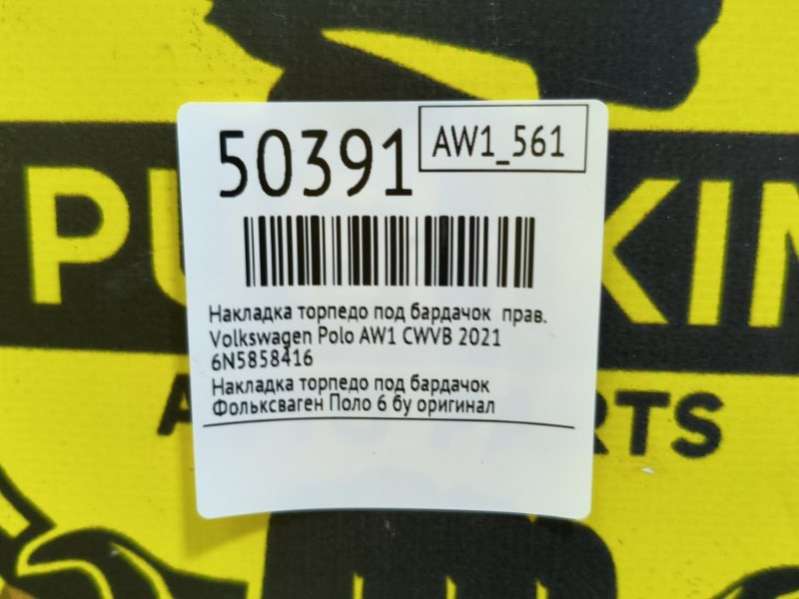 50391
AW1_561
Накладка торпедо под бардачок прав.
Volkswagen Polo AW1 CWVB 2021
6N5858416
Накладка торпедо под бардачок
Фольксваген Поло 6 бу оригинал